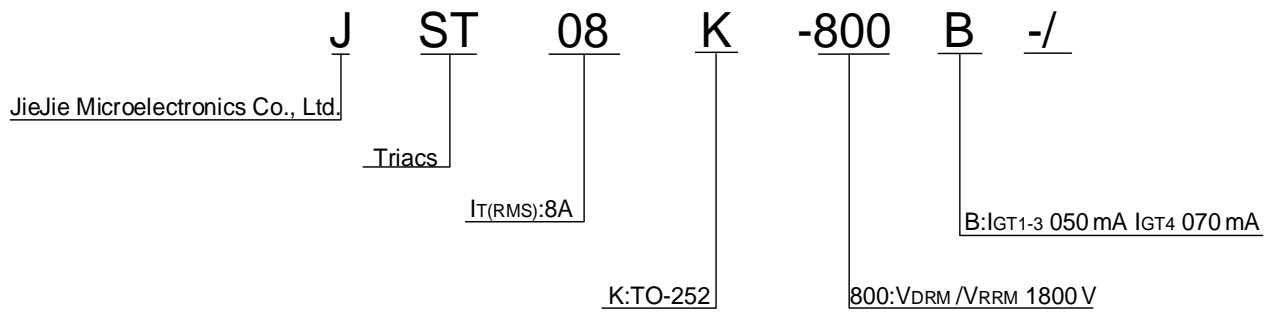 J ST 08 K -800 B -/
JieJie Microelectronics Co., Ltd.
Triacs
IT(RMS):8A
B:IGT1-3 050 mA IGT4 070 mA
K:TO-252
800:VDRM /VRRM 1800 V